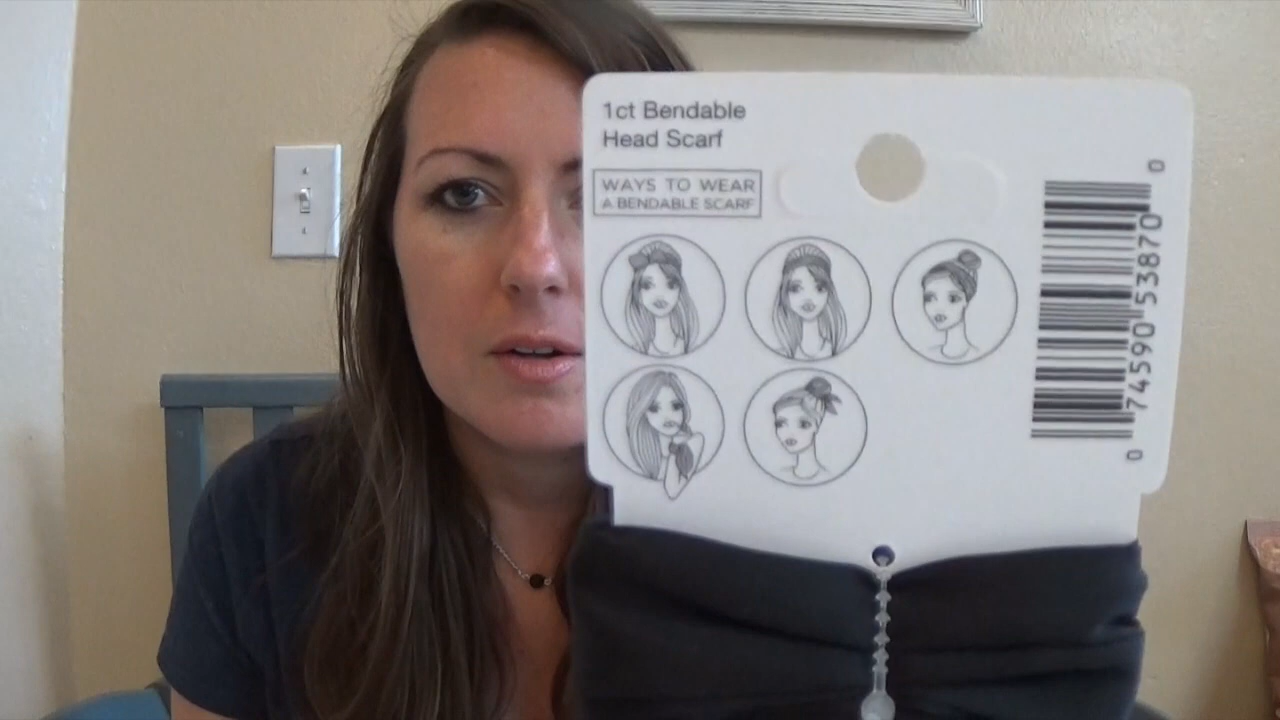 1ct Bendable
Head Scarf
WAYS TO WEAR
A BENDABLE SCARF
0 74590 53870 0